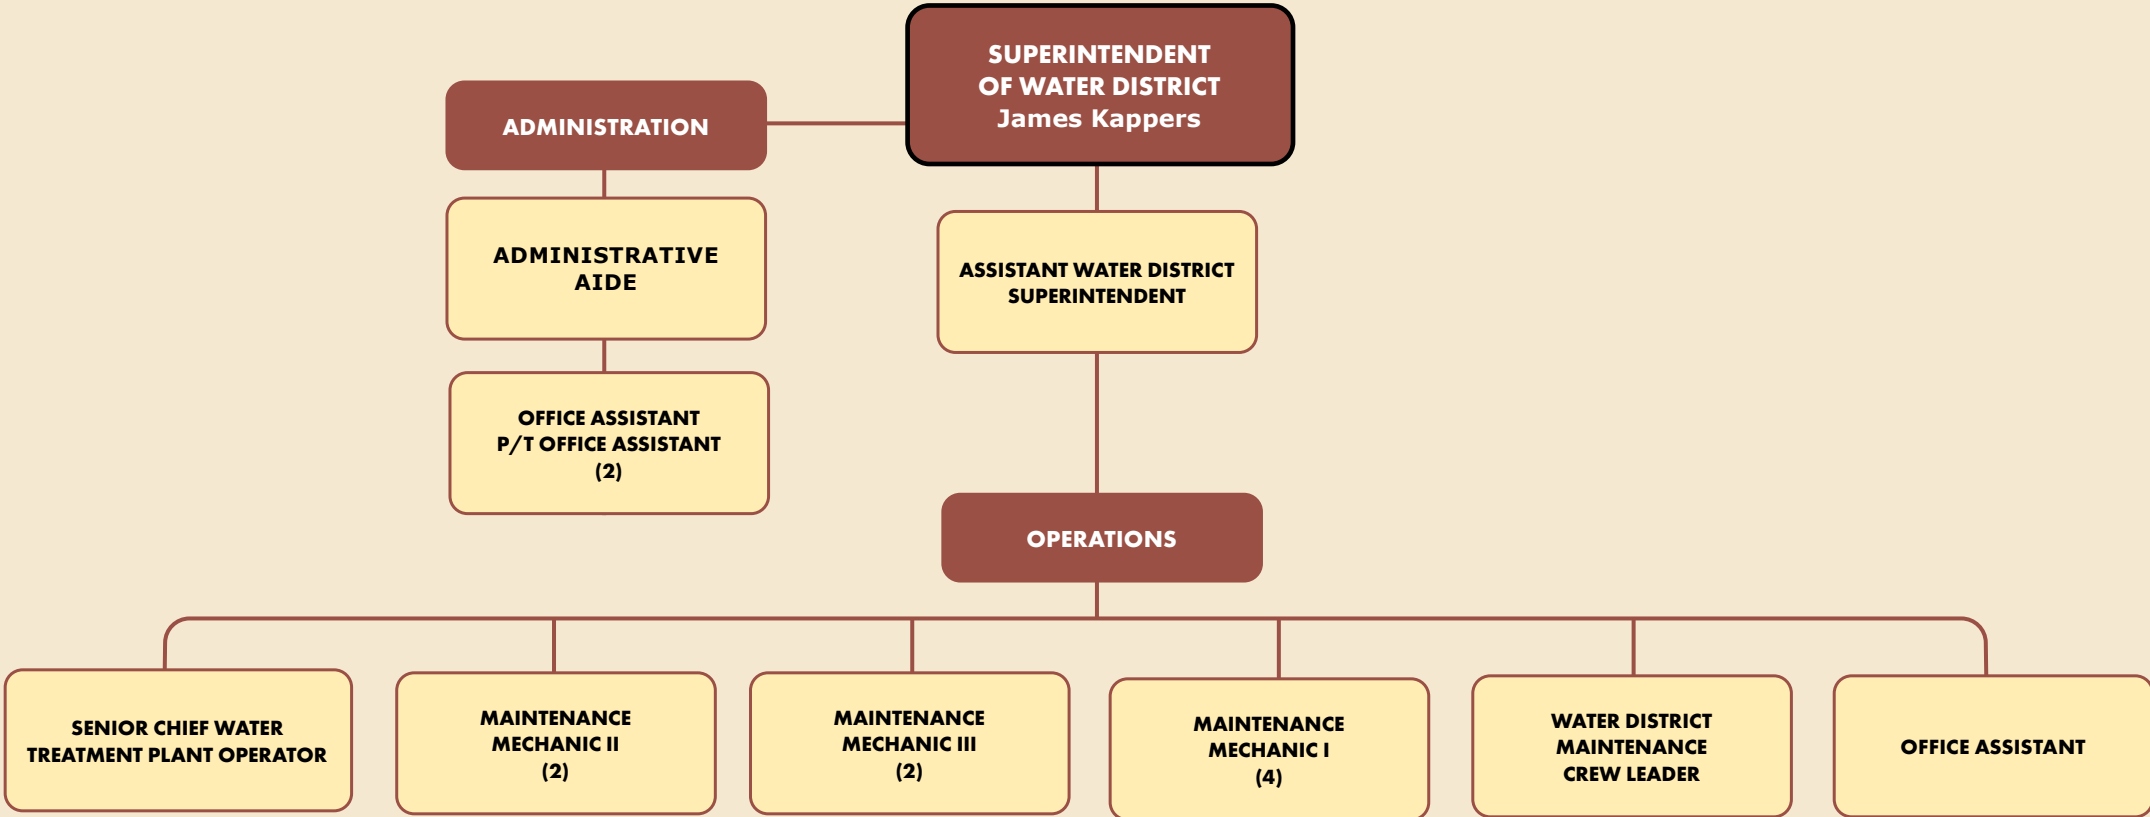 SUPERINTENDENT
OF WATER DISTRICT
James Kappers
ADMINISTRATION
ADMINISTRATIVE
AIDE
ASSISTANT WATER DISTRICT
SUPERINTENDENT
OFFICE ASSISTANT
P/T OFFICE ASSISTANT
(2)
OPERATIONS
SENIOR CHIEF WATER
TREATMENT PLANT OPERATOR
MAINTENANCE
MECHANIC II
(2)
MAINTENANCE
MECHANIC III
(2)
MAINTENANCE
MECHANIC I
(4)
WATER DISTRICT
MAINTENANCE
CREW LEADER
OFFICE ASSISTANT